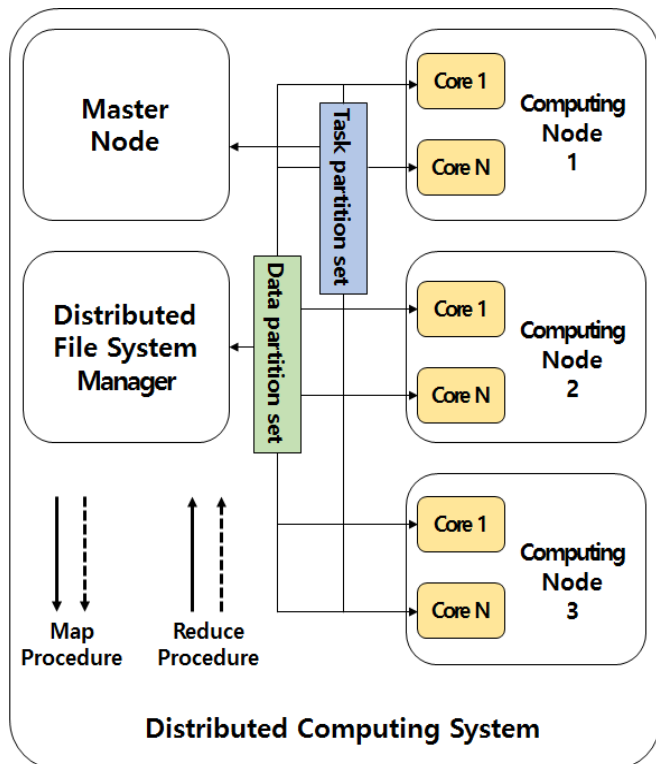 Master
Node
Distributed
File System
Manager
Task partition set
Data partition set
Core 1
Core N
Computing
Node
1
Core 1
Core N
Computing
Node
2
Core 1
Core N
Computing
Node
3
Map
Procedure
Reduce
Procedure
Distributed Computing System